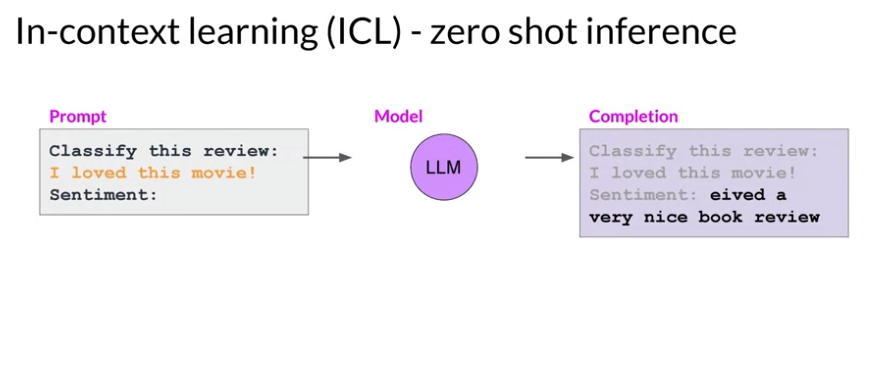 In-context learning (ICL) - zero shot inference
Prompt
Classify this review:
I loved this movie!
Sentiment:
Model
LLM
Completion
Classify this review:
I loved this movie!
Sentiment: eived a
very nice book review